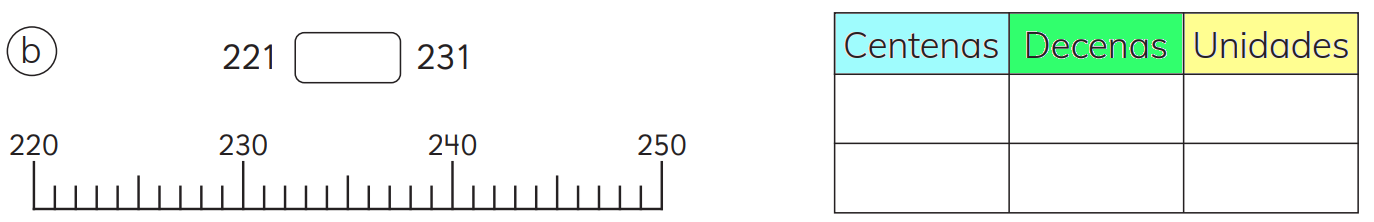 b
221 231
220 230 240 250
Centenas Decenas Unidades